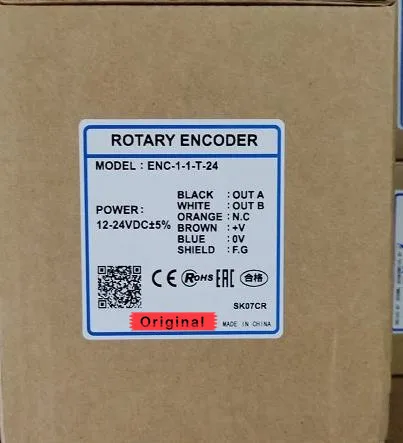 ROTARY ENCODER
MODEL : ENC-1-1-T-24
POWER:
12-24VDC±5%
BLACK : OUT A
WHITE : OUT B
ORANGE : N.C
BROWN : +V
BLUE : 0V
SHIELD : F.G
CE RoHS EAC 合格
SK07CR
Original
MADE IN CHINA